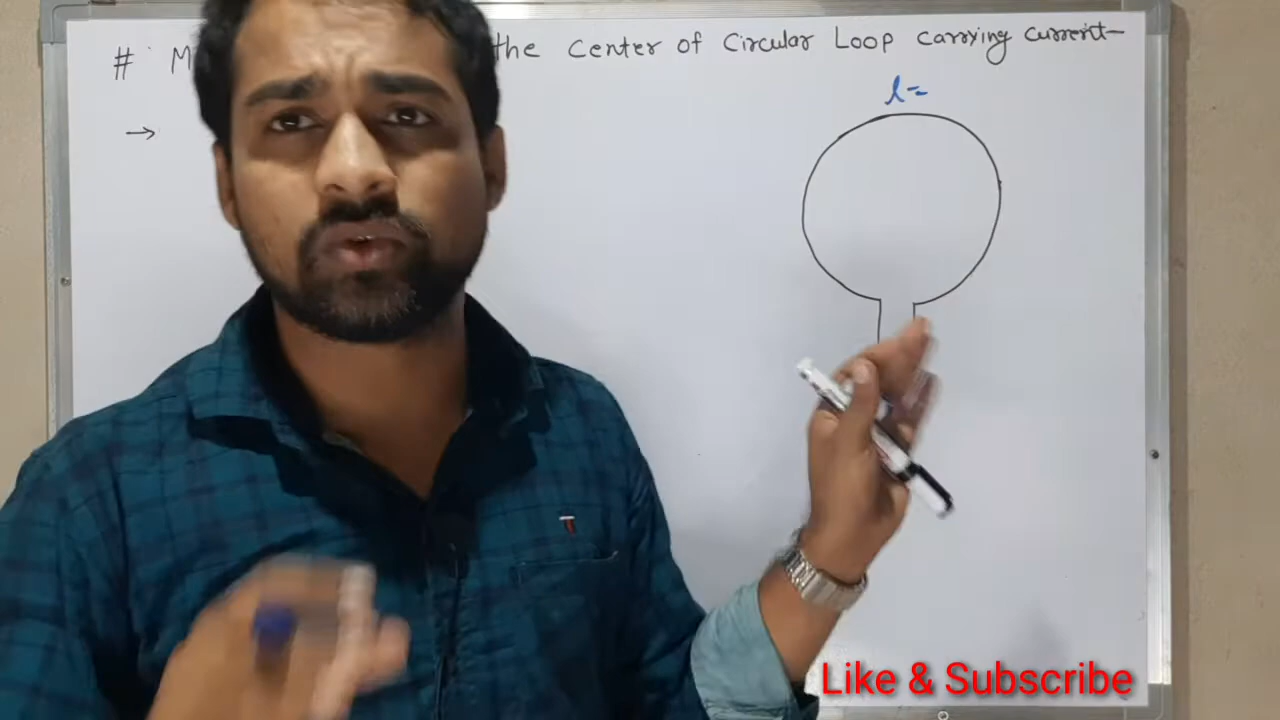 # M the Center of Circular Loop carrying current-
l=
→
Like & Subscribe